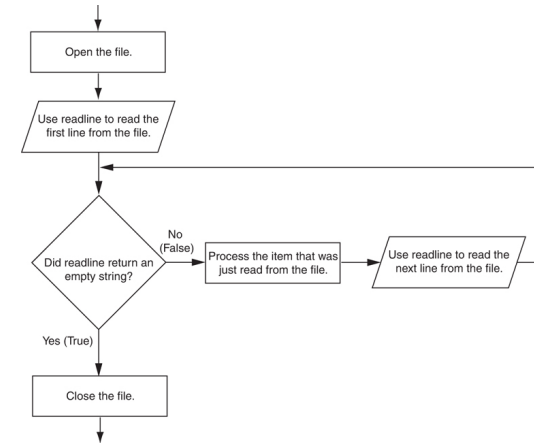 Open the file.
Use readline to read the
first line from the file.
No
(False)
Did readline return an
empty string?
Process the item that was
just read from the file.
Use readline to read the
next line from the file.
Yes (True)
Close the file.